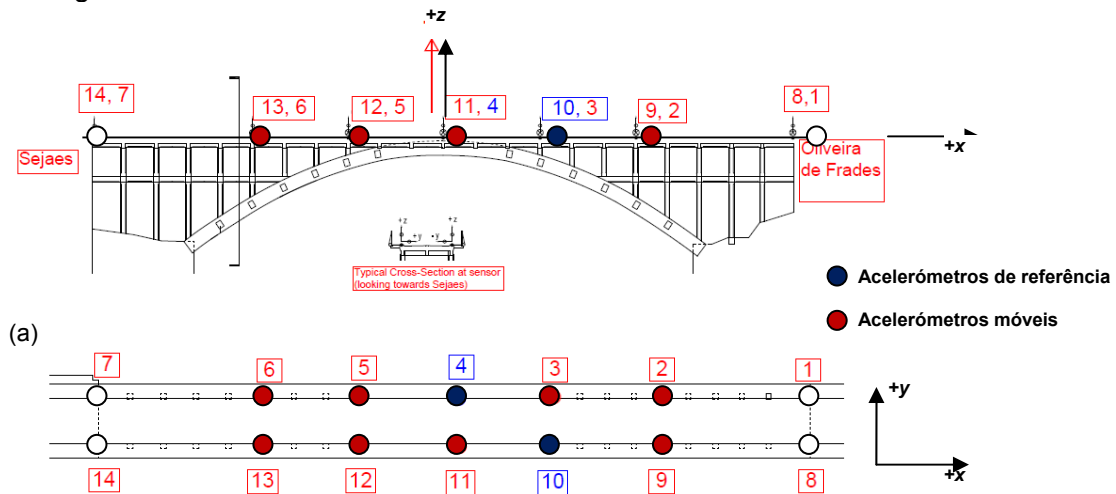 +z
14, 7
13, 6
12, 5
11, 4
10, 3
9, 2
8,1
Sejaes
Oliveira
de Frades
+x
+z
+z
+y
+y
Typical Cross-Section at sensor
(looking towards Sejaes)
Acelerómetros de referência
Acelerómetros móveis
(a)
7
6
5
4
3
2
1
+y
14
13
12
11
10
9
8
+x